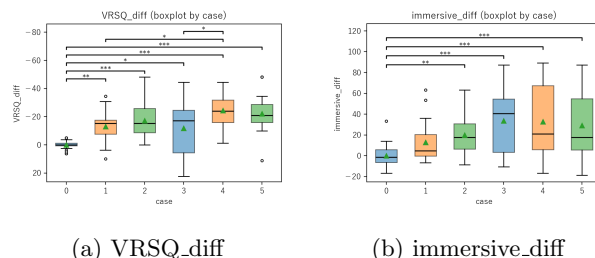 VRSQ_diff (boxplot by case)
−80
−60
−40
−20
0
20
VRSQ_diff
**
***
*
***
***
*
*
0 1 2 3 4 5
case
(a) VRSQ_diff
immersive_diff (boxplot by case)
120
100
80
60
40
20
0
−20
immersive_diff
**
***
***
***
0 1 2 3 4 5
case
(b) immersive_diff